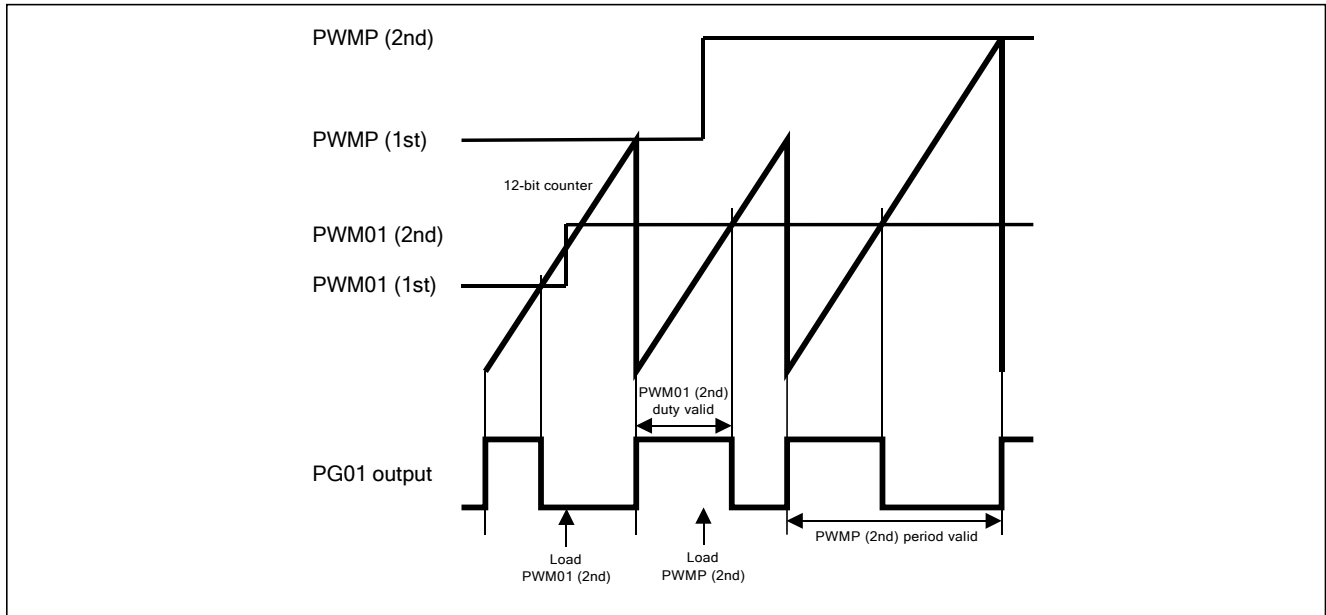 PWMP (2nd)
PWMP (1st)
12-bit counter
PWM01 (2nd)
PWM01 (1st)
PWM01 (2nd)
duty valid
PG01 output
PWMP (2nd) period valid
Load
PWM01 (2nd)
Load
PWMP (2nd)